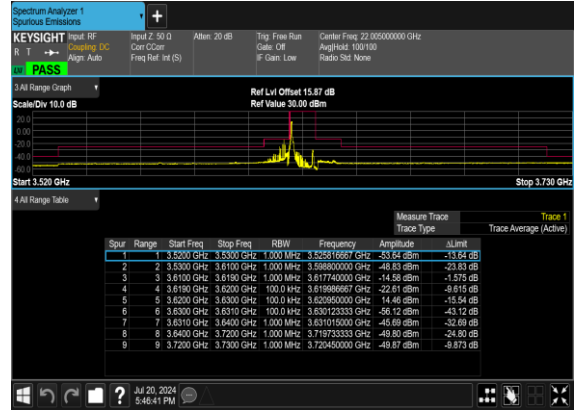 Spectrum Analyzer 1
Spurious Emissions
+
KEYSIGHT Input: RF Input Z: 50 Ω Atten: 20 dB Trig: Free Run Center Freq: 22.005000000 GHz
R T Coupling: DC Corr CCorr Gate: Off Avg|Hold: 100/100
Align: Auto Freq Ref: Int (S) IF Gain: Low Radio Std: None
PASS
3 All Range Graph
Ref Lvl Offset 15.87 dB
Scale/Div 10.0 dB Ref Value 30.00 dBm
20.0
0.00
-20.0
-40.0
-60.0
Start 3.520 GHz Stop 3.730 GHz
4 All Range Table
Measure Trace Trace 1
Trace Type Trace Average (Active)
Spur Range Start Freq Stop Freq RBW Frequency Amplitude ΔLimit
1 1 3.5200 GHz 3.5300 GHz 1.000 MHz 3.525816667 GHz -53.64 dBm -13.64 dB
2 2 3.5300 GHz 3.6100 GHz 1.000 MHz 3.598800000 GHz -48.83 dBm -23.83 dB
3 3 3.6100 GHz 3.6190 GHz 1.000 MHz 3.617740000 GHz -14.58 dBm -1.575 dB
4 4 3.6190 GHz 3.6200 GHz 100.0 kHz 3.619986667 GHz -22.61 dBm -9.615 dB
5 5 3.6200 GHz 3.6300 GHz 100.0 kHz 3.620950000 GHz 14.46 dBm -15.54 dB
6 6 3.6300 GHz 3.6310 GHz 100.0 kHz 3.630123333 GHz -56.12 dBm -43.12 dB
7 7 3.6310 GHz 3.6400 GHz 1.000 MHz 3.631015000 GHz -45.69 dBm -32.69 dB
8 8 3.6400 GHz 3.7200 GHz 1.000 MHz 3.719733333 GHz -49.80 dBm -24.80 dB
9 9 3.7200 GHz 3.7300 GHz 1.000 MHz 3.720450000 GHz -49.87 dBm -9.873 dB
? Jul 20, 2024
5:46:41 PM